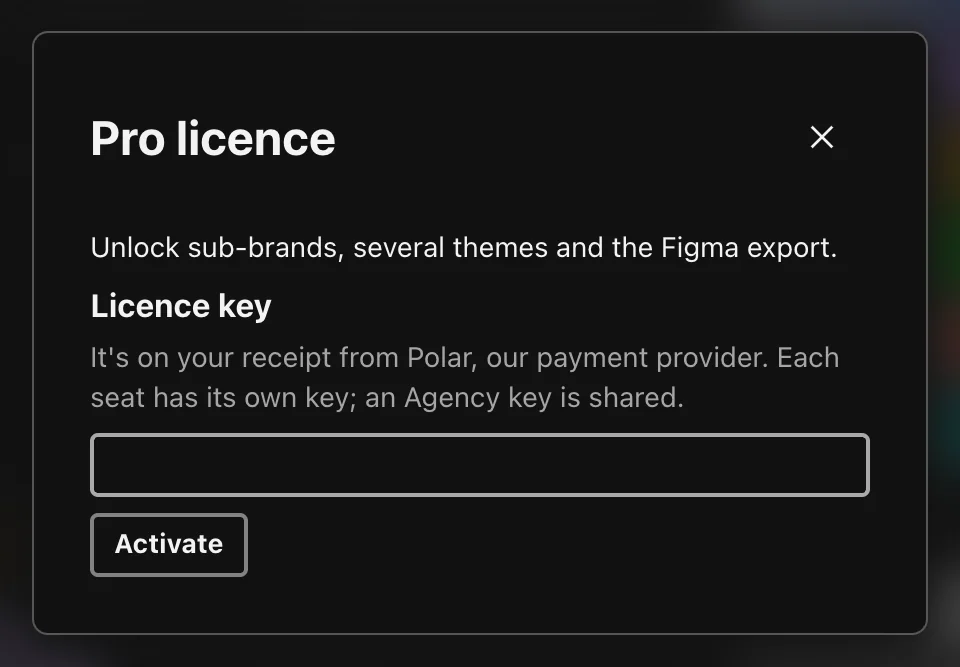 Pro licence
Unlock sub-brands, several themes and the Figma export.
Licence key
It's on your receipt from Polar, our payment provider. Each
seat has its own key; an Agency key is shared.
Activate